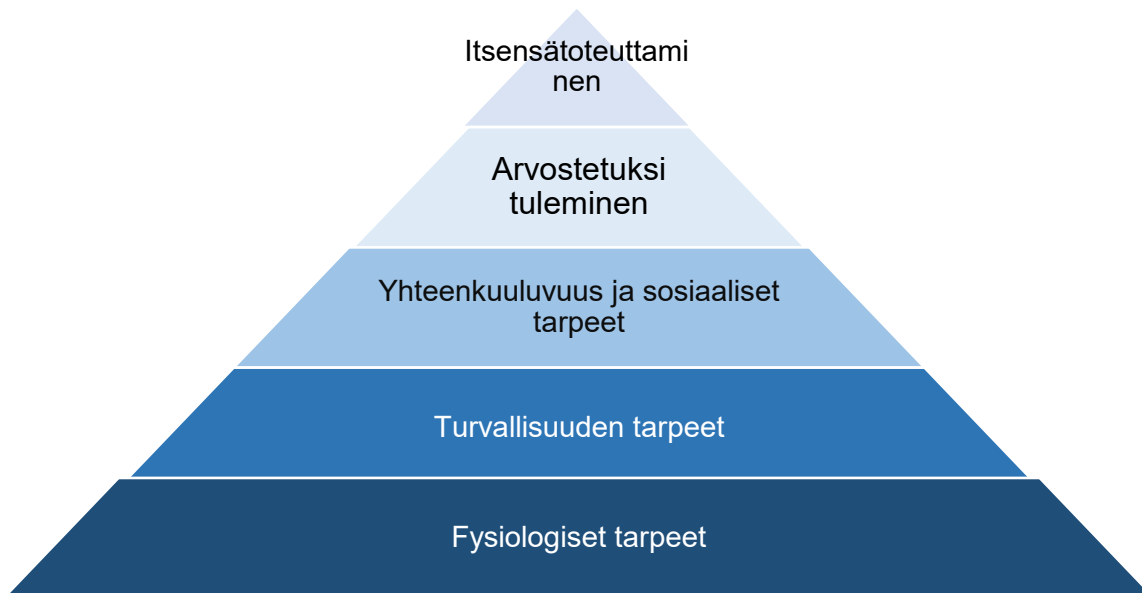 Itsensätoteuttami
nen
Arvostetuksi
tuleminen
Yhteenkuuluvuus ja sosiaaliset
tarpeet
Turvallisuuden tarpeet
Fysiologiset tarpeet